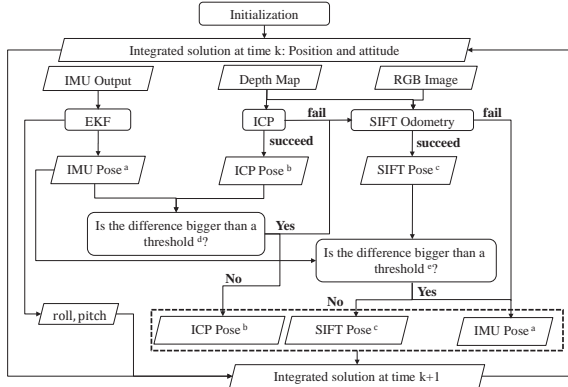 Initialization
Integrated solution at time k: Position and attitude
IMU Output
Depth Map
RGB Image
EKF
ICP
fail
SIFT Odometry
fail
succeed
succeed
IMU Pose a
ICP Pose b
SIFT Pose c
Is the difference bigger than a
threshold d?
Yes
Is the difference bigger than a
threshold e?
No
No
Yes
roll, pitch
ICP Pose b
SIFT Pose c
IMU Pose a
Integrated solution at time k+1